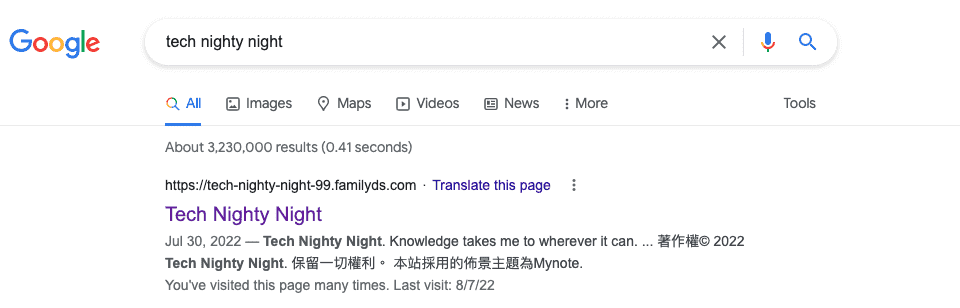 Google
tech nighty night
All Images Maps Videos News More Tools
About 3,230,000 results (0.41 seconds)
https://tech-nighty-night-99.familyds.com · Translate this page
Tech Nighty Night
Jul 30, 2022 — Tech Nighty Night. Knowledge takes me to wherever it can. ... 著作權© 2022
Tech Nighty Night. 保留一切權利。 本站採用的佈景主題為Mynote.
You've visited this page many times. Last visit: 8/7/22